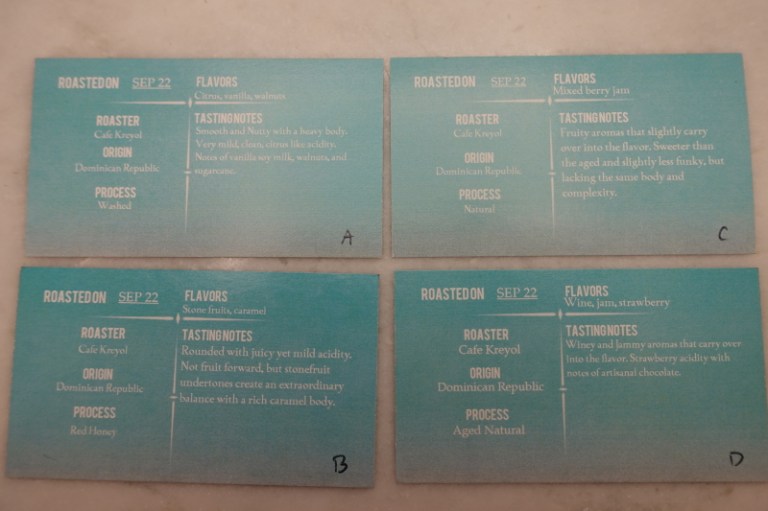 ROASTED ON SEP 22
FLAVORS
Citrus, vanilla, walnuts
ROASTER
Cafe Kreyol
ORIGIN
Dominican Republic
PROCESS
Washed
TASTING NOTES
Smooth and Nutty with a heavy body.
Very mild, clean, citrus like acidity.
Notes of vanilla soy milk, walnuts, and
sugarcane.
A
ROASTED ON SEP 22
FLAVORS
Mixed berry jam
ROASTER
Cafe Kreyol
ORIGIN
Dominican Republic
PROCESS
Natural
TASTING NOTES
Fruity aromas that slightly carry
over into the flavor. Sweeter than
the aged and slightly less funky, but
lacking the same body and
complexity.
C
ROASTED ON SEP 22
FLAVORS
Stone fruits, caramel
ROASTER
Cafe Kreyol
ORIGIN
Dominican Republic
PROCESS
Red Honey
TASTING NOTES
Rounded with juicy yet mild acidity.
Not fruit forward, but stonefruit
undertones create an extraordinary
balance with a rich caramel body.
B
ROASTED ON SEP 22
FLAVORS
Wine, jam, strawberry
ROASTER
Cafe Kreyol
ORIGIN
Dominican Republic
PROCESS
Aged Natural
TASTING NOTES
Winey and Jammy aromas that carry over
into the flavor. Strawberry acidity with
notes of artisanal chocolate.
D